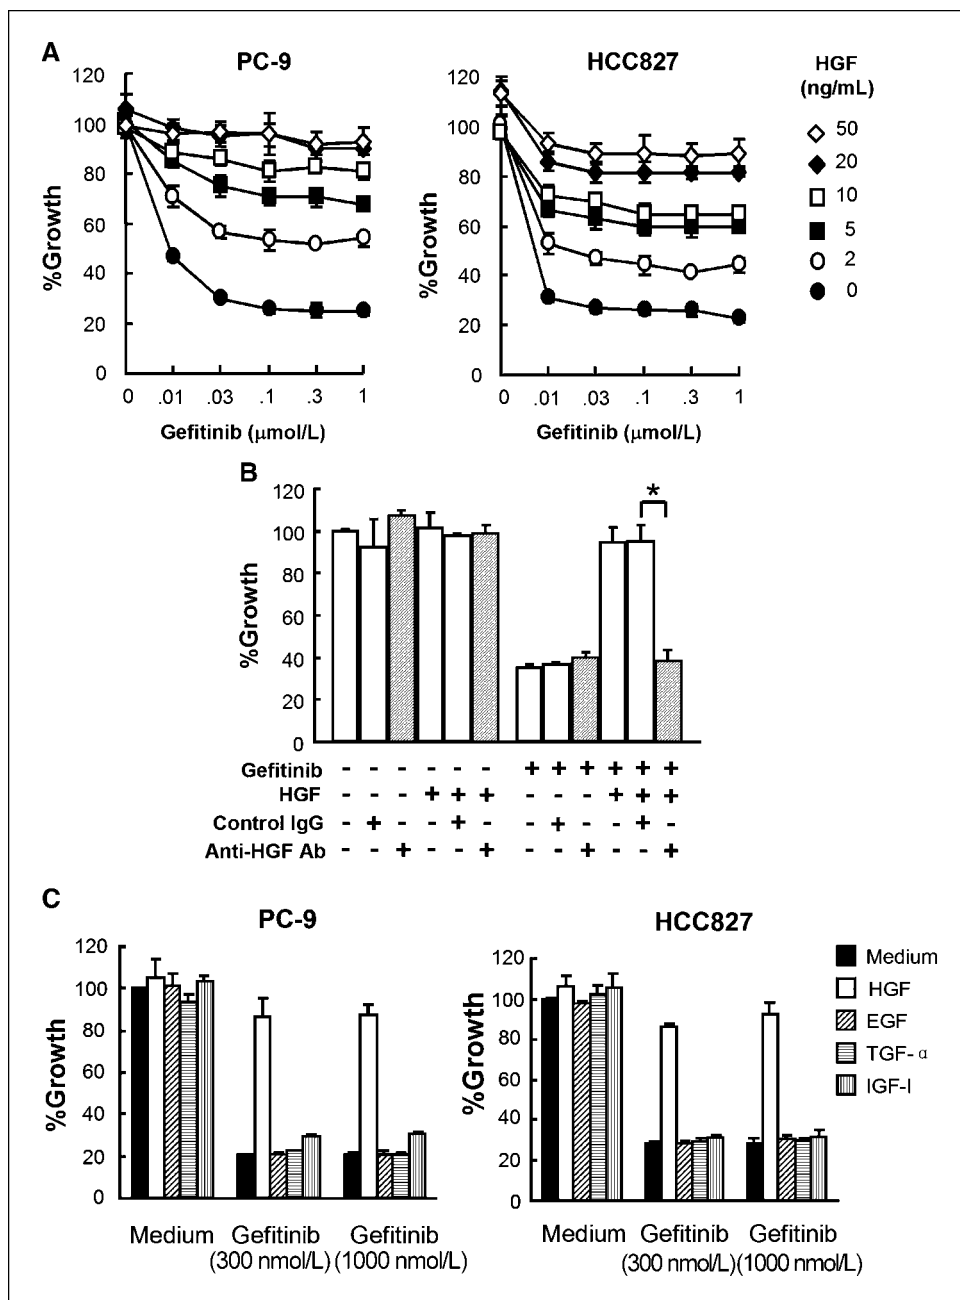 A
PC-9
HCC827
HGF
(ng/mL)
50
20
10
5
2
0
%Growth
120
100
80
60
40
20
0
0 .01 .03 .1 .3 1
Gefitinib (μmol/L)
%Growth
120
100
80
60
40
20
0
0 .01 .03 .1 .3 1
Gefitinib (μmol/L)
B
%Growth
120
100
80
60
40
20
0
*
Gefitinib - - - - - - + + + + + +
HGF - - - + + + - - - + + +
Control IgG - + - - + - - + - - + -
Anti-HGF Ab - - + - - + - - + - - +
C
PC-9
HCC827
%Growth
120
100
80
60
40
20
0
Medium Gefitinib Gefitinib
(300 nmol/L) (1000 nmol/L)
%Growth
120
100
80
60
40
20
0
Medium Gefitinib Gefitinib
(300 nmol/L) (1000 nmol/L)
Medium
HGF
EGF
TGF-α
IGF-I